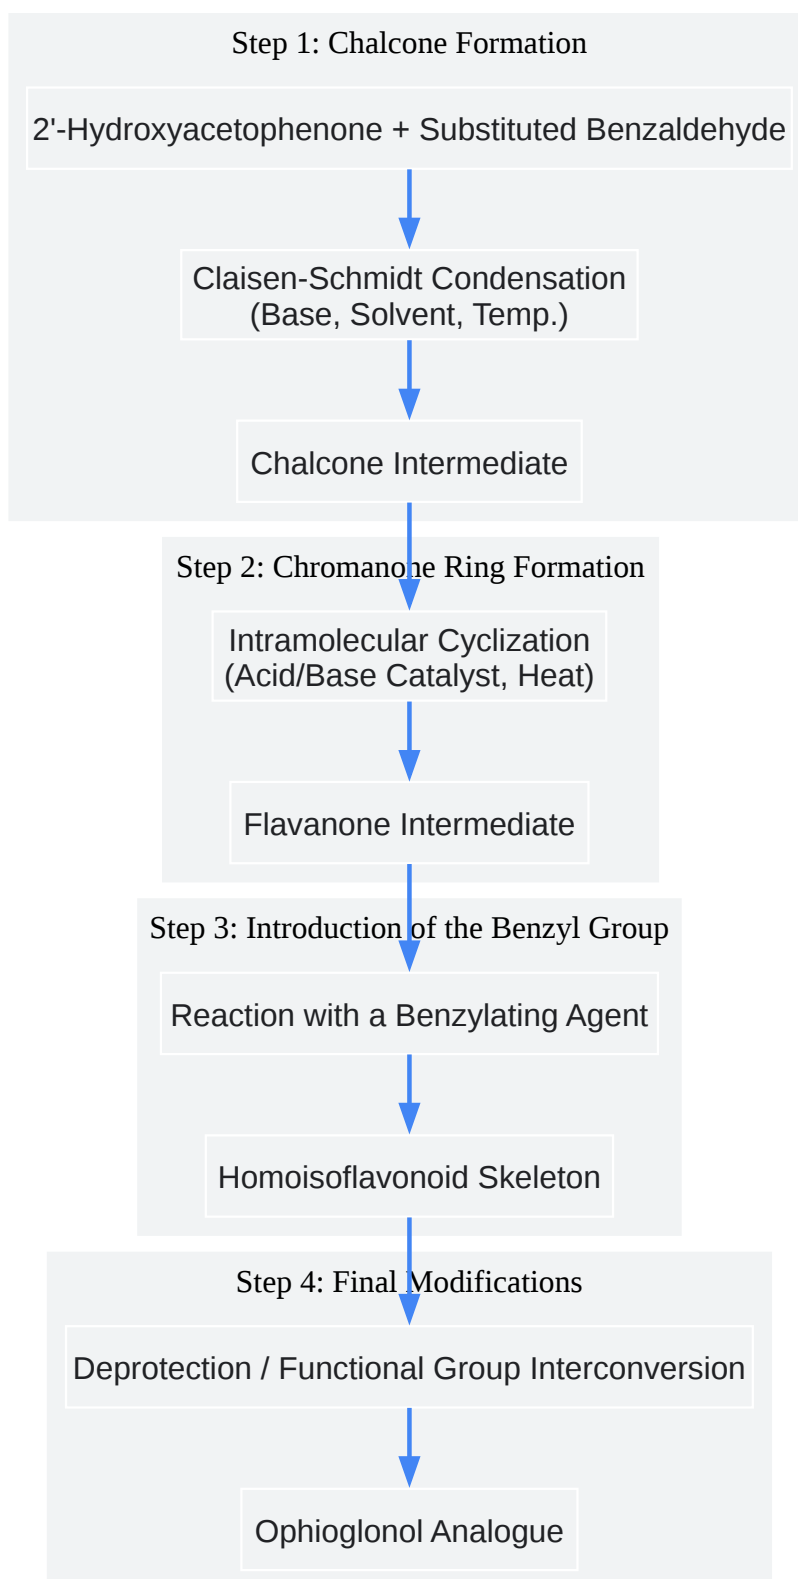 Step 1: Chalcone Formation
2'-Hydroxyacetophenone + Substituted Benzaldehyde
Claisen-Schmidt Condensation
(Base, Solvent, Temp.)
Chalcone Intermediate
Step 2: Chromanone Ring Formation
Intramolecular Cyclization
(Acid/Base Catalyst, Heat)
Flavanone Intermediate
Step 3: Introduction of the Benzyl Group
Reaction with a Benzylating Agent
Homoisoflavonoid Skeleton
Step 4: Final Modifications
Deprotection / Functional Group Interconversion
Ophioglonol Analogue